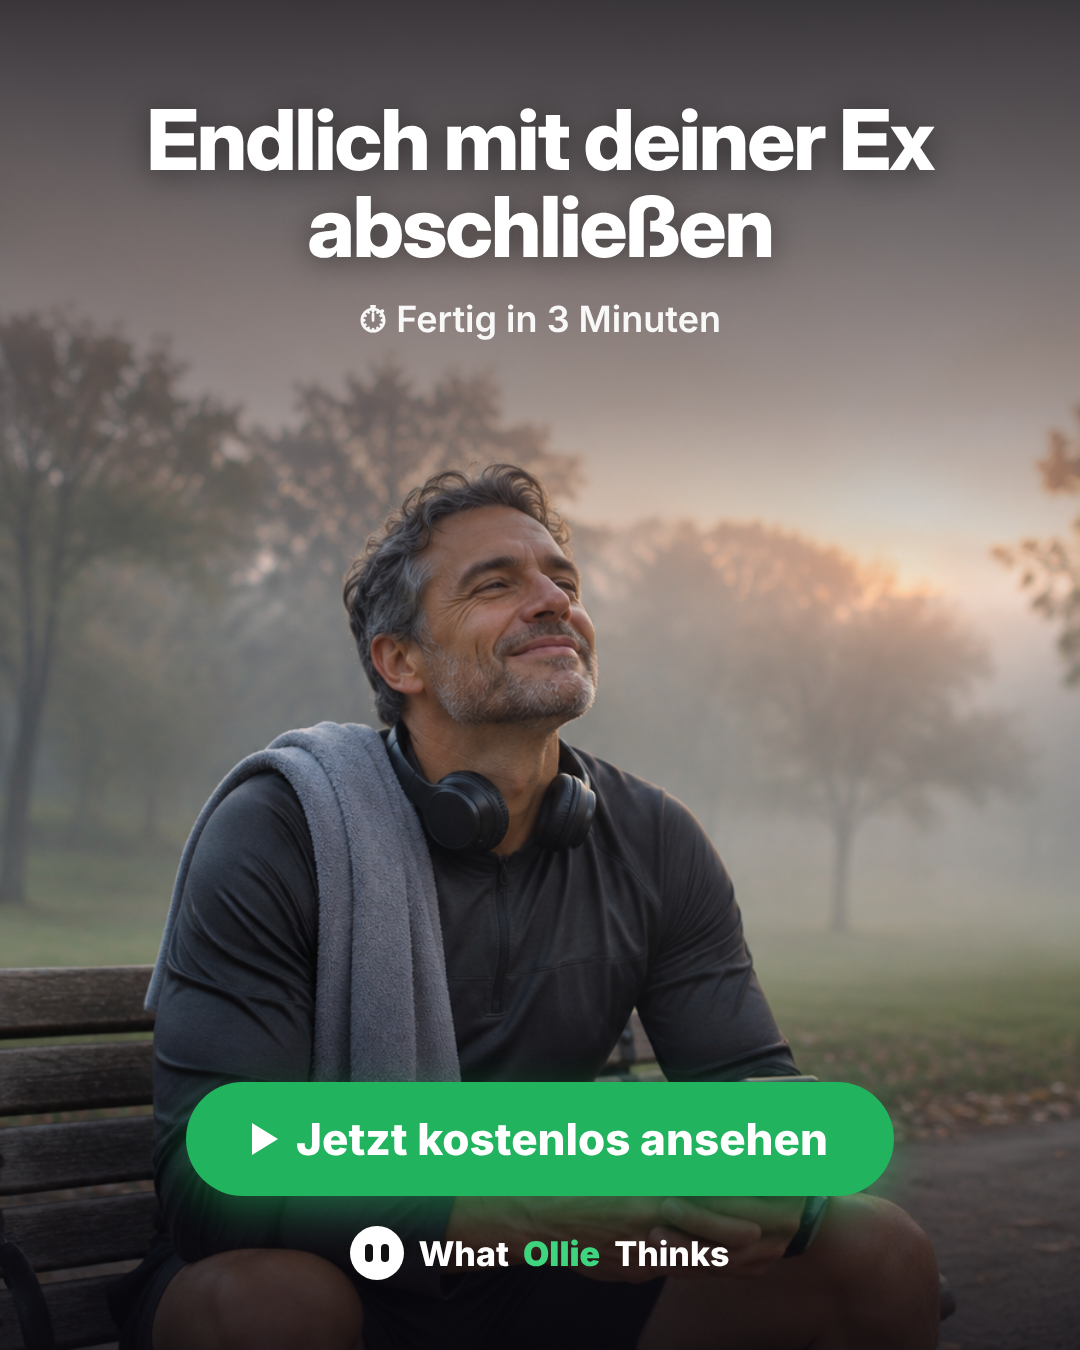 Endlich mit deiner Ex
abschließen
⏱ Fertig in 3 Minuten
▶ Jetzt kostenlos ansehen
What Ollie Thinks